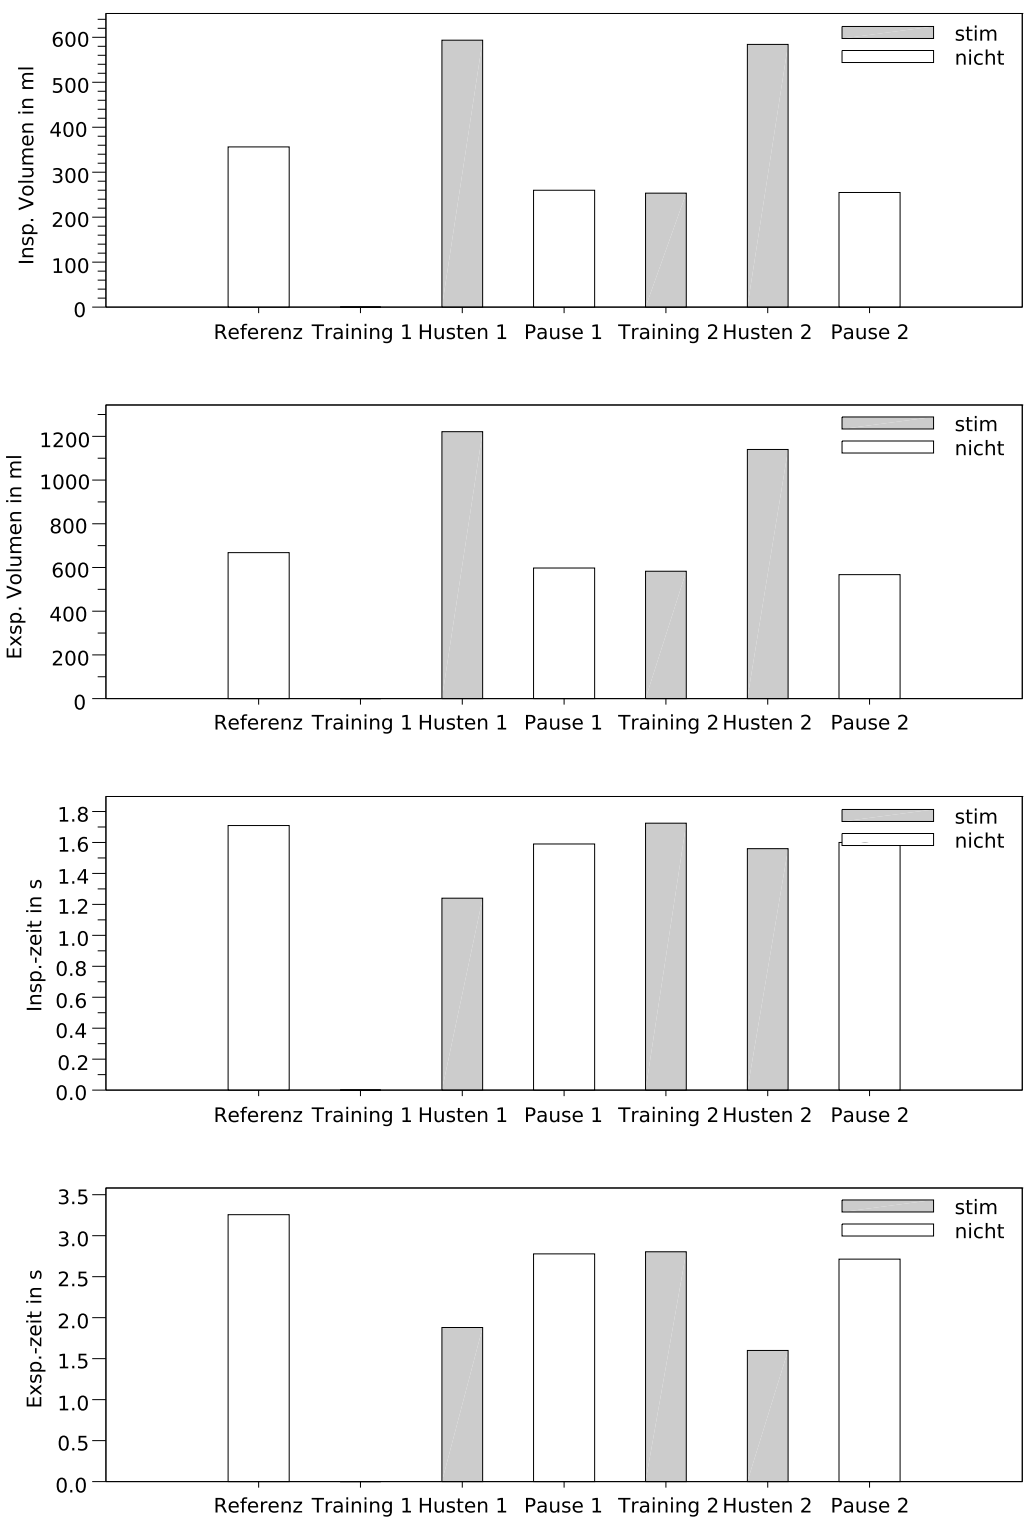 Insp. Volumen in ml
600
500
400
300
200
100
0
stim
nicht
Referenz Training 1 Husten 1 Pause 1 Training 2 Husten 2 Pause 2
Exsp. Volumen in ml
1200
1000
800
600
400
200
0
stim
nicht
Referenz Training 1 Husten 1 Pause 1 Training 2 Husten 2 Pause 2
Insp.-zeit in s
1.8
1.6
1.4
1.2
1.0
0.8
0.6
0.4
0.2
0.0
stim
nicht
Referenz Training 1 Husten 1 Pause 1 Training 2 Husten 2 Pause 2
Exsp.-zeit in s
3.5
3.0
2.5
2.0
1.5
1.0
0.5
0.0
stim
nicht
Referenz Training 1 Husten 1 Pause 1 Training 2 Husten 2 Pause 2